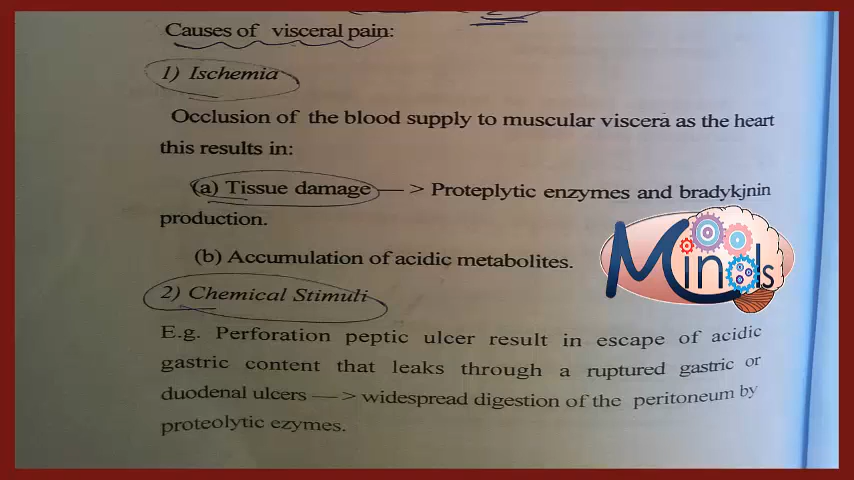 Causes of visceral pain:
1) Ischemia
Occlusion of the blood supply to muscular viscera as the heart
this results in:
(a) Tissue damage —> Proteplytic enzymes and bradykjnin
production.
(b) Accumulation of acidic metabolites.
2) Chemical Stimuli
E.g. Perforation peptic ulcer result in escape of acidic
gastric content that leaks through a ruptured gastric or
duodenal ulcers —> widespread digestion of the peritoneum by
proteolytic ezymes.
Minds